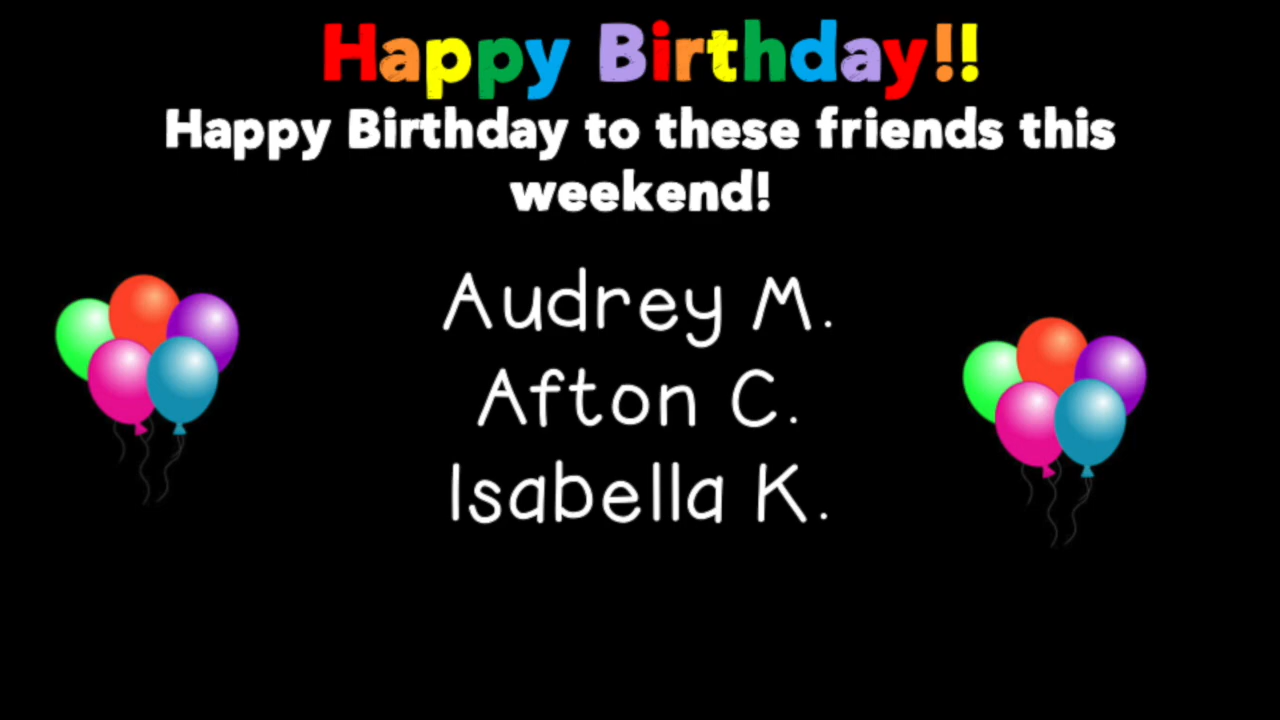 Happy Birthday!!
Happy Birthday to these friends this
weekend!
Audrey M.
Afton C.
Isabella K.